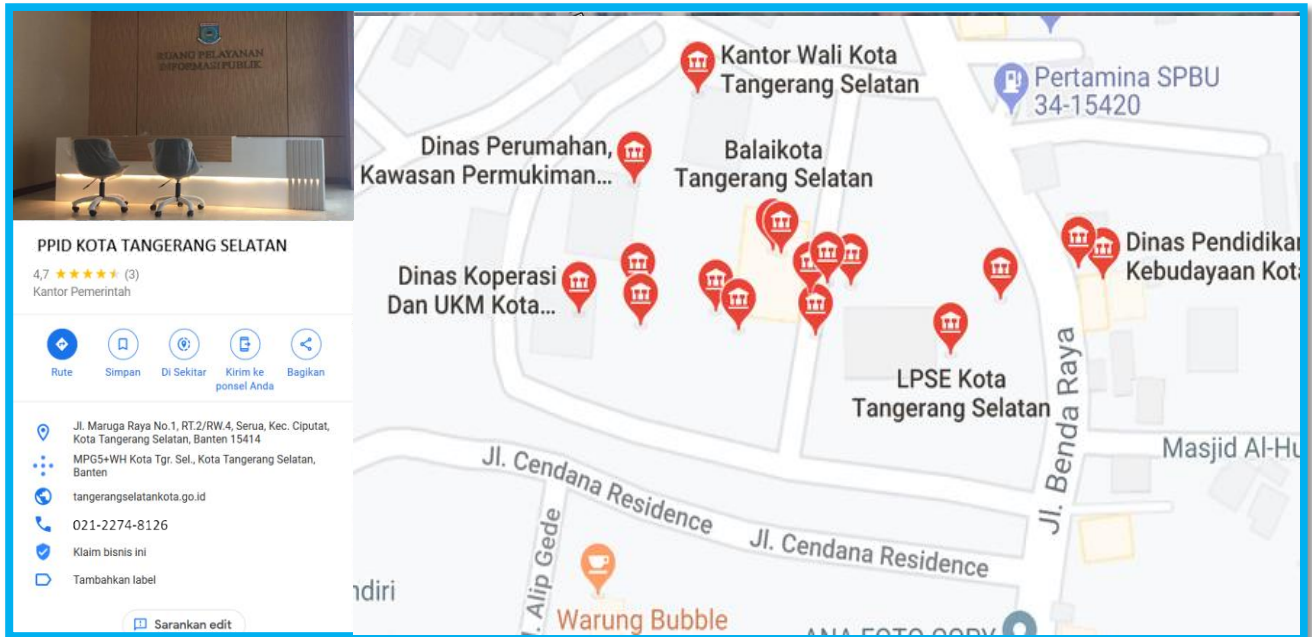 RUANG PELAYANAN
INFORMASI PUBLIK
PPID KOTA TANGERANG SELATAN
4,7 (3)
Kantor Pemerintah
Rute
Simpan
Di Sekitar
Kirim ke
ponsel Anda
Bagikan
Jl. Maruga Raya No.1, RT.2/RW.4, Serua, Kec. Ciputat,
Kota Tangerang Selatan, Banten 15414
MPG5+WH Kota Tgr. Sel., Kota Tangerang Selatan,
Banten
tangerangselatankota.go.id
021-2274-8126
Klaim bisnis ini
Tambahkan label
Sarankan edit
Kantor Wali Kota
Tangerang Selatan
Pertamina SPBU
34-15420
Dinas Perumahan,
Kawasan Permukiman...
Balaikota
Tangerang Selatan
Dinas Pendidikan
Kebudayaan Kota
Dinas Koperasi
Dan UKM Kota...
LPSE Kota
Tangerang Selatan
Jl. Benda Raya
Masjid Al-Hu
Jl. Cendana Residence
Jl. Cendana Residence
Alip Gede
ndiri
Warung Bubble
ANA FOTO COPY